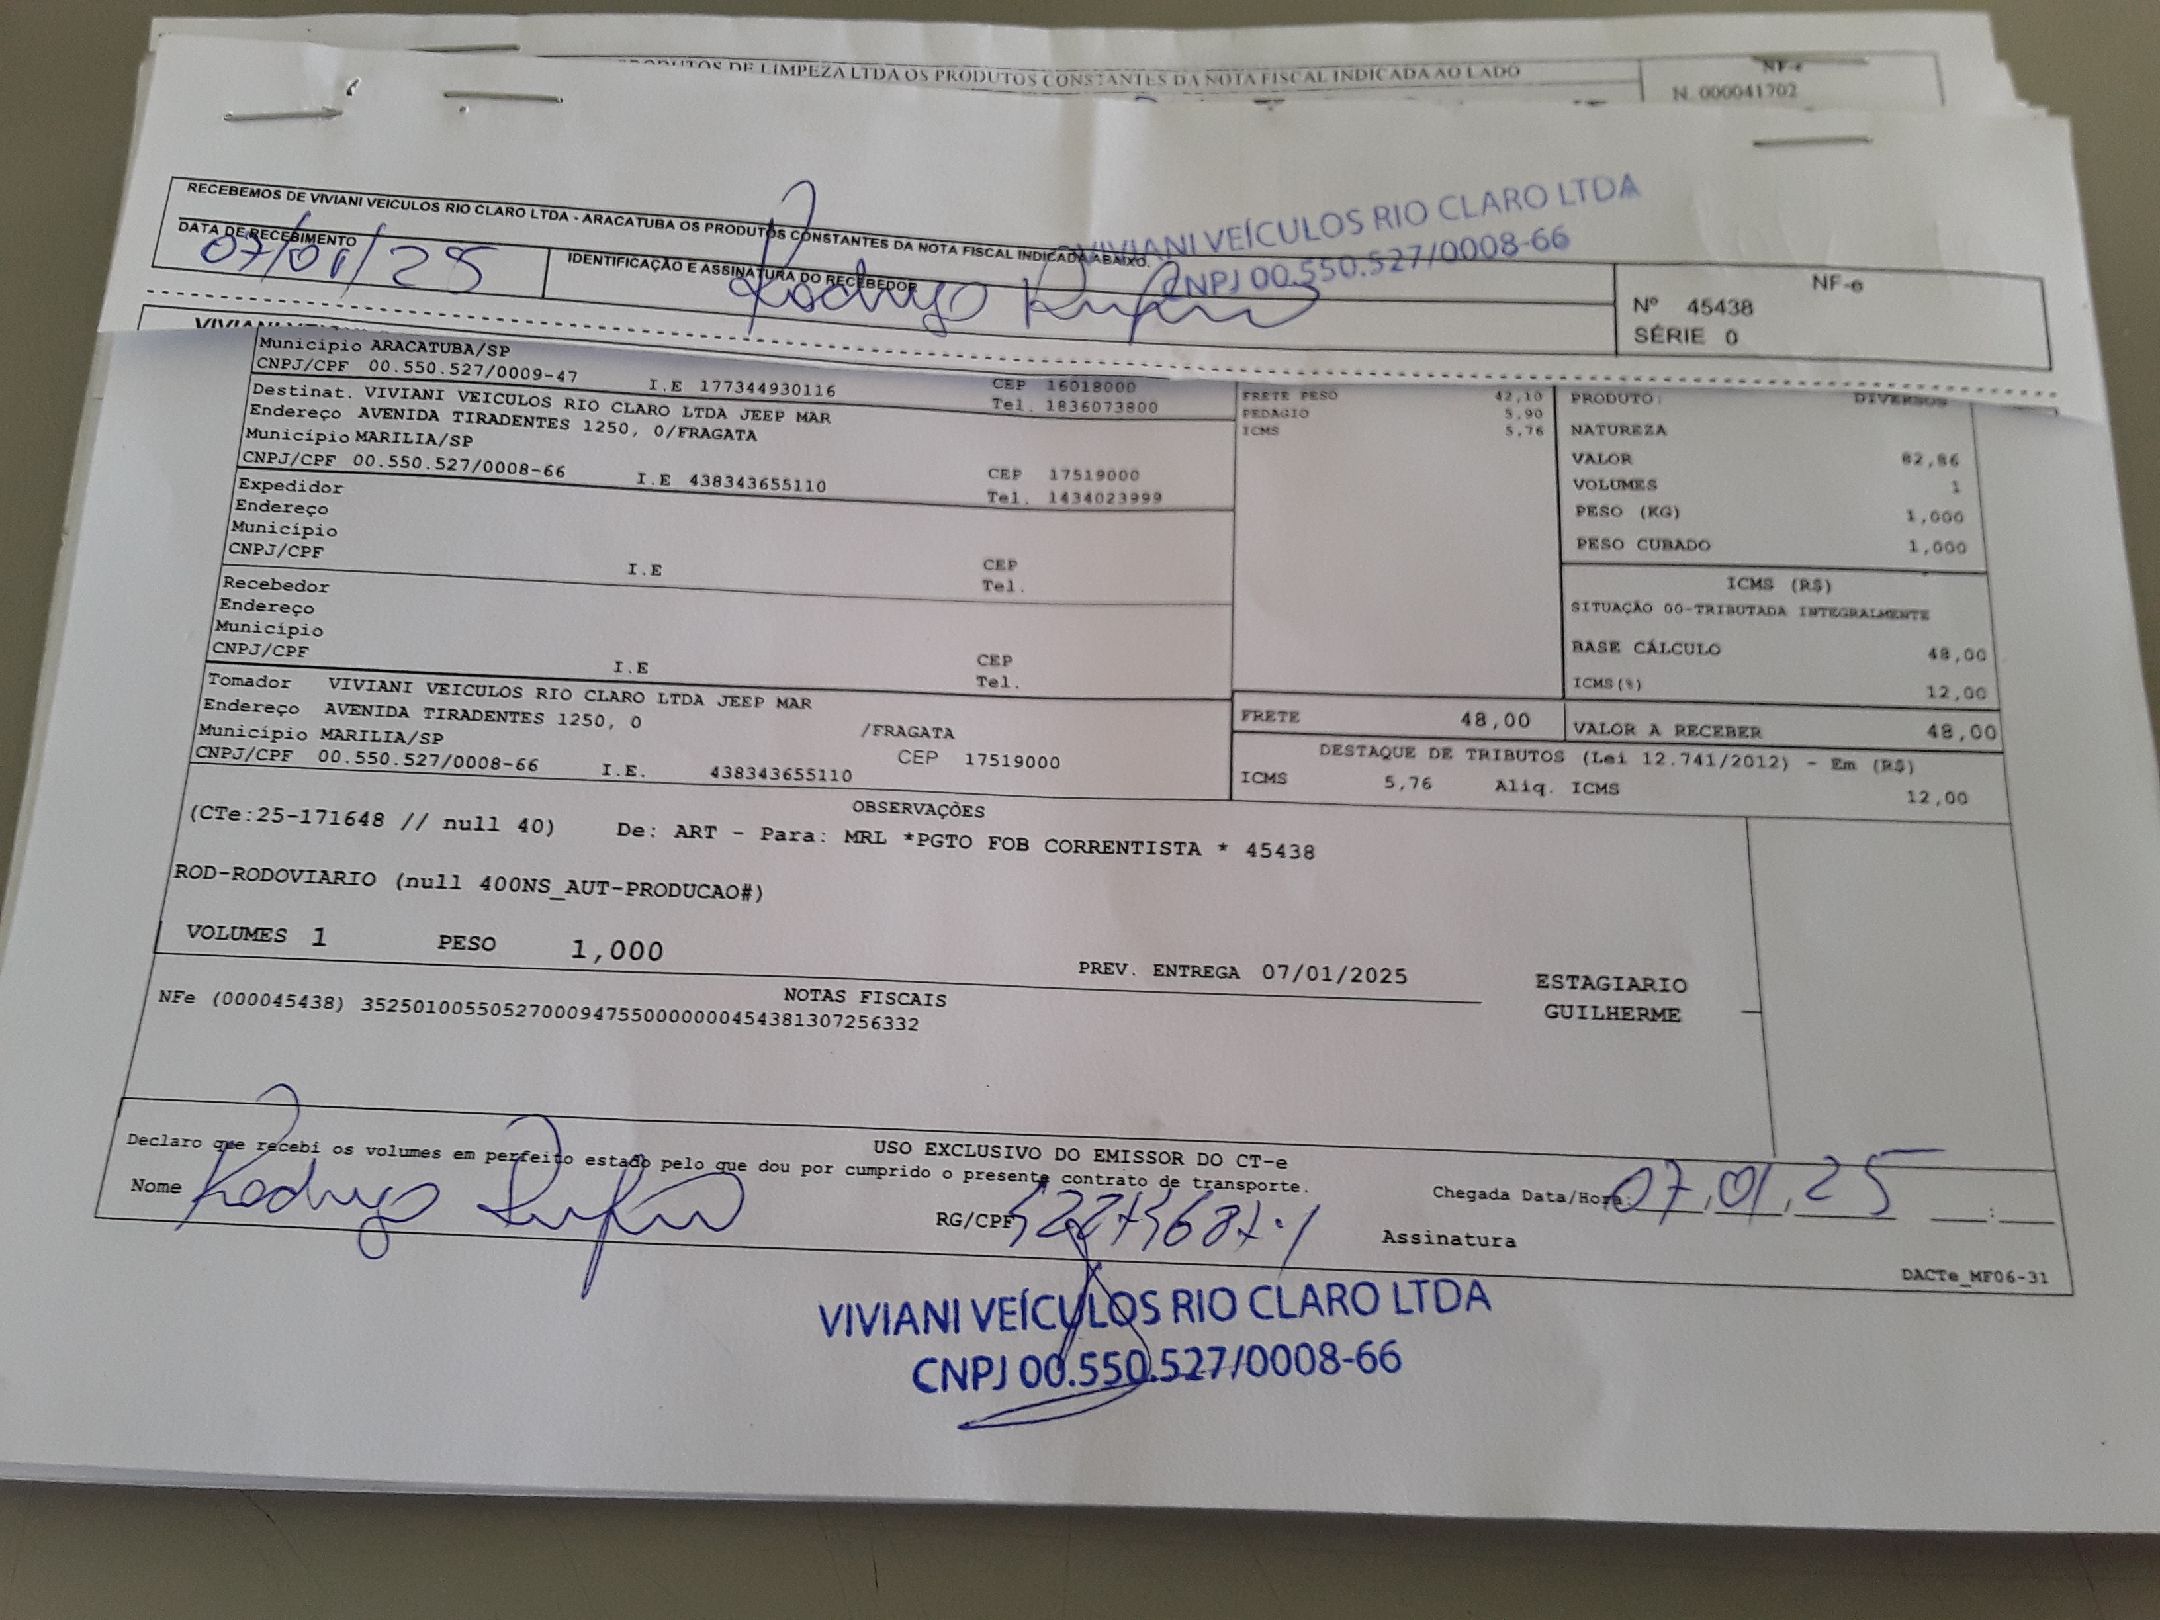 PRODUTOS DE LIMPEZA LTDA OS PRODUTOS CONSTANTES DA NOTA FISCAL INDICADA AO LADO
NF-e
N. 000041702
RECEBEMOS DE VIVIANI VEICULOS RIO CLARO LTDA - ARACATUBA OS PRODUTOS CONSTANTES DA NOTA FISCAL INDICADA ABAIXO.
VIVIANI VEÍCULOS RIO CLARO LTDA
CNPJ 00.550.527/0008-66
DATA DE RECEBIMENTO
07/01/25
IDENTIFICAÇÃO E ASSINATURA DO RECEBEDOR
Rodrigo
NF-e
Nº 45438
SÉRIE 0
Município ARACATUBA/SP
CNPJ/CPF 00.550.527/0009-47 I.E 177344930116 CEP 16018000
Tel. 1836073800
Destinat. VIVIANI VEICULOS RIO CLARO LTDA JEEP MAR
Endereço AVENIDA TIRADENTES 1250, 0/FRAGATA
Município MARILIA/SP CEP 17519000
CNPJ/CPF 00.550.527/0008-66 I.E 438343655110 Tel. 1434023999
Expedidor
Endereço
Município CEP
CNPJ/CPF I.E Tel.
Recebedor
Endereço
Município CEP
CNPJ/CPF I.E Tel.
Tomador VIVIANI VEICULOS RIO CLARO LTDA JEEP MAR
Endereço AVENIDA TIRADENTES 1250, 0 /FRAGATA
Município MARILIA/SP CEP 17519000
CNPJ/CPF 00.550.527/0008-66 I.E. 438343655110
FRETE PESO 42,10
PEDAGIO 5,90
ICMS 5,76
PRODUTO: DIVERSOS
NATUREZA
VALOR 82,86
VOLUMES 1
PESO (KG) 1,000
PESO CUBADO 1,000
ICMS (R$)
SITUAÇÃO 00-TRIBUTADA INTEGRALMENTE
BASE CÁLCULO 48,00
ICMS(%) 12,00
FRETE 48,00 VALOR A RECEBER 48,00
DESTAQUE DE TRIBUTOS (Lei 12.741/2012) - Em (R$)
ICMS 5,76 Aliq. ICMS 12,00
OBSERVAÇÕES
(CTe:25-171648 // null 40) De: ART - Para: MRL *PGTO FOB CORRENTISTA * 45438
ROD-RODOVIARIO (null 400NS_AUT-PRODUCAO#)
VOLUMES 1 PESO 1,000 PREV. ENTREGA 07/01/2025
ESTAGIARIO
GUILHERME
NOTAS FISCAIS
NFe (000045438) 35250100550527000947550000000454381307256332
USO EXCLUSIVO DO EMISSOR DO CT-e
Declaro que recebi os volumes em perfeito estado pelo que dou por cumprido o presente contrato de transporte.
Nome Rodrigo RG/CPF Chegada Data/Hora: 07,01,25 :
Assinatura
DACTe_MF06-31
VIVIANI VEÍCULOS RIO CLARO LTDA
CNPJ 00.550.527/0008-66